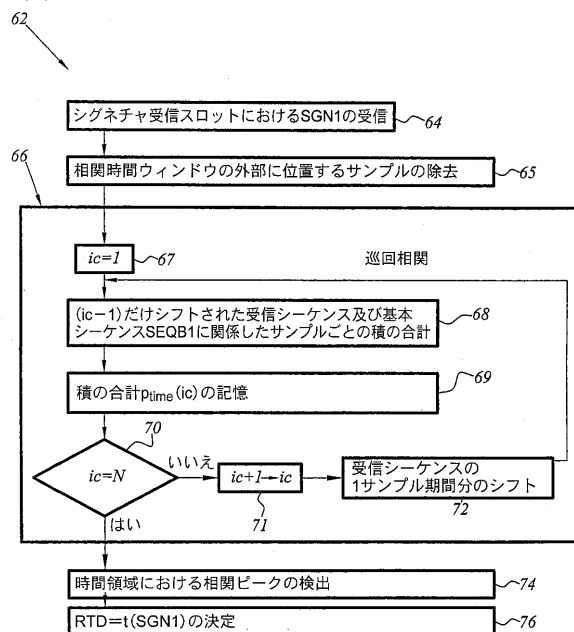 62
シグネチャ受信スロットにおけるSGN1の受信
64
66
相関時間ウィンドウの外部に位置するサンプルの除去
65
ic=1
67
巡回相関
(ic−1)だけシフトされた受信シーケンス及び基本
シーケンスSEQB1に関係したサンプルごとの積の合計
68
積の合計ptime(ic)の記憶
69
70
ic=N
いいえ
ic+1→ic
71
受信シーケンスの
1サンプル期間分のシフト
72
はい
時間領域における相関ピークの検出
74
RTD=t(SGN1)の決定
76